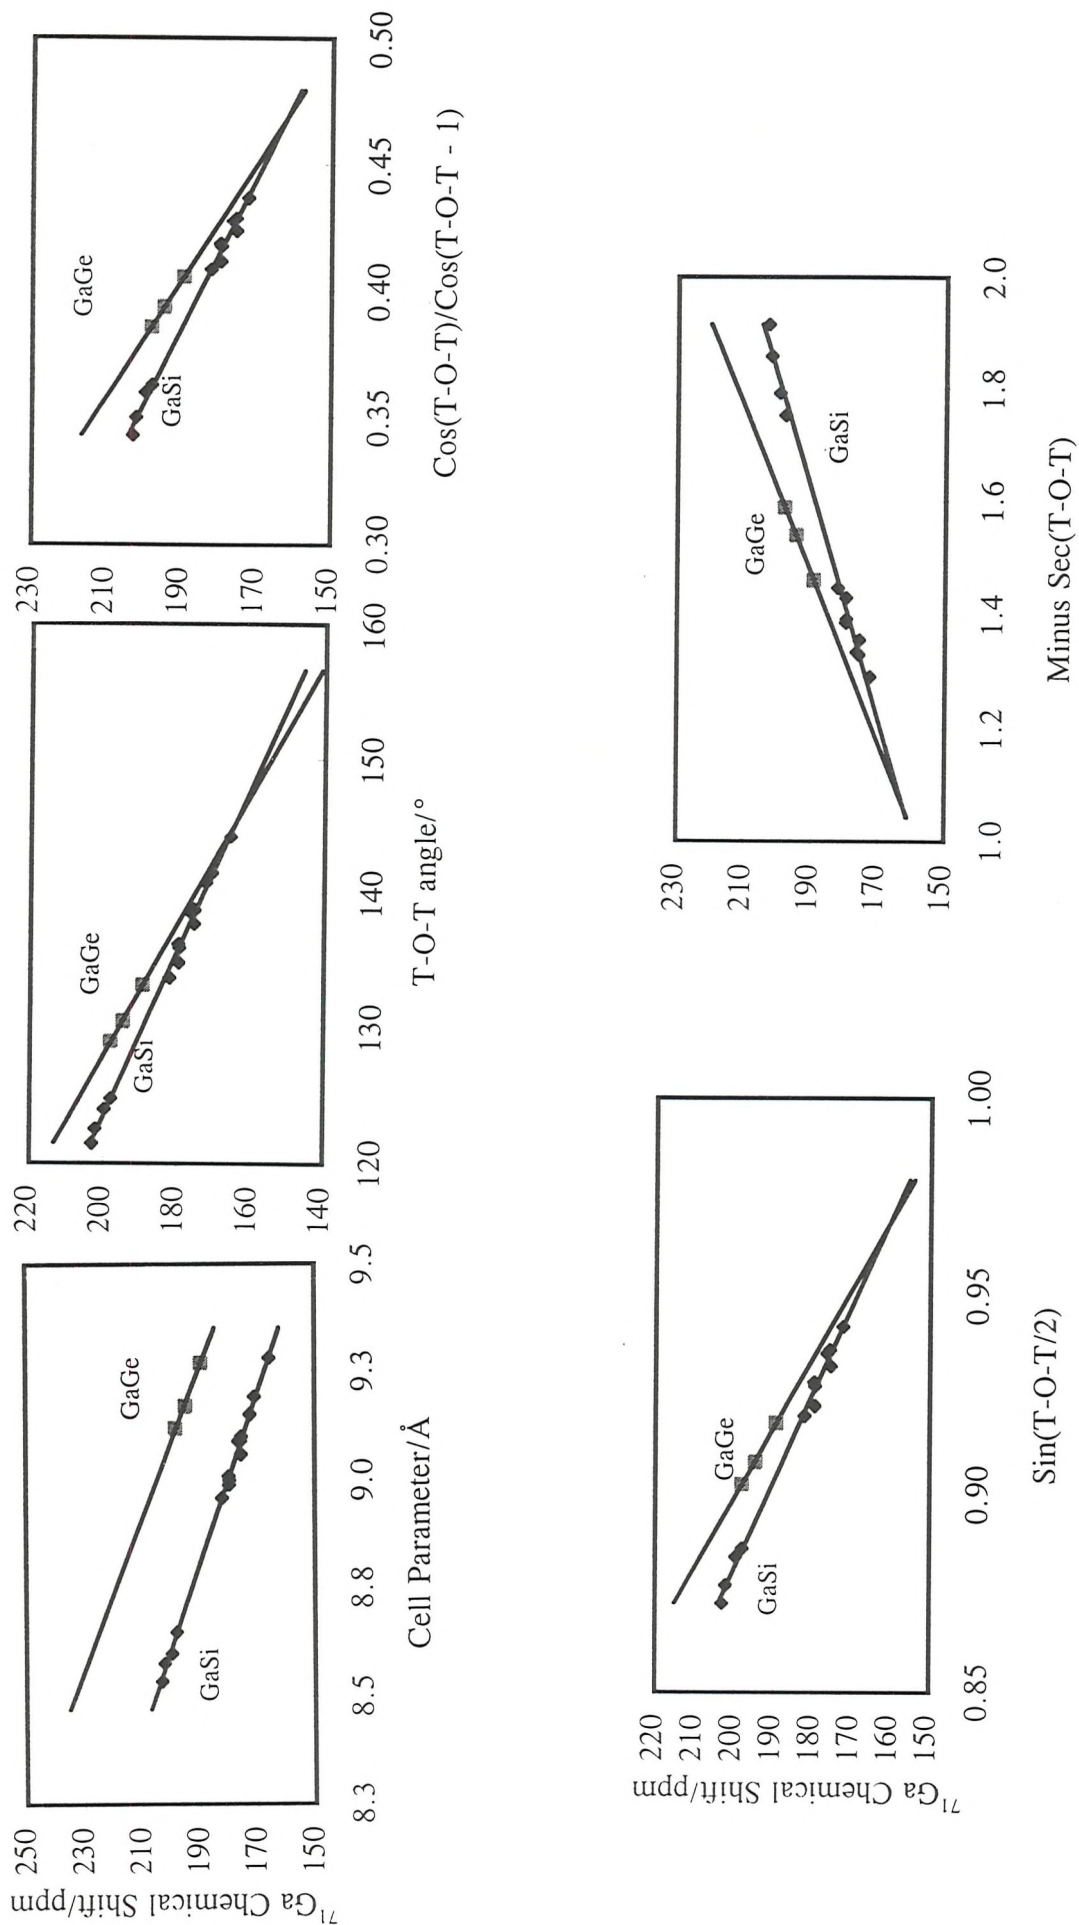 ⁷¹Ga Chemical Shift/ppm
250
230
210
190
170
150
GaGe
GaSi
8.3 8.5 8.8 9.0 9.3 9.5
Cell Parameter/Å
220
200
180
160
140
GaGe
GaSi
120 130 140 150 160
T-O-T angle/°
230
210
190
170
150
GaGe
GaSi
0.30 0.35 0.40 0.45 0.50
Cos(T-O-T)/Cos(T-O-T - 1)
⁷¹Ga Chemical Shift/ppm
220
210
200
190
180
170
160
150
GaGe
GaSi
0.85 0.90 0.95 1.00
Sin(T-O-T/2)
230
210
190
170
150
GaGe
GaSi
1.0 1.2 1.4 1.6 1.8 2.0
Minus Sec(T-O-T)